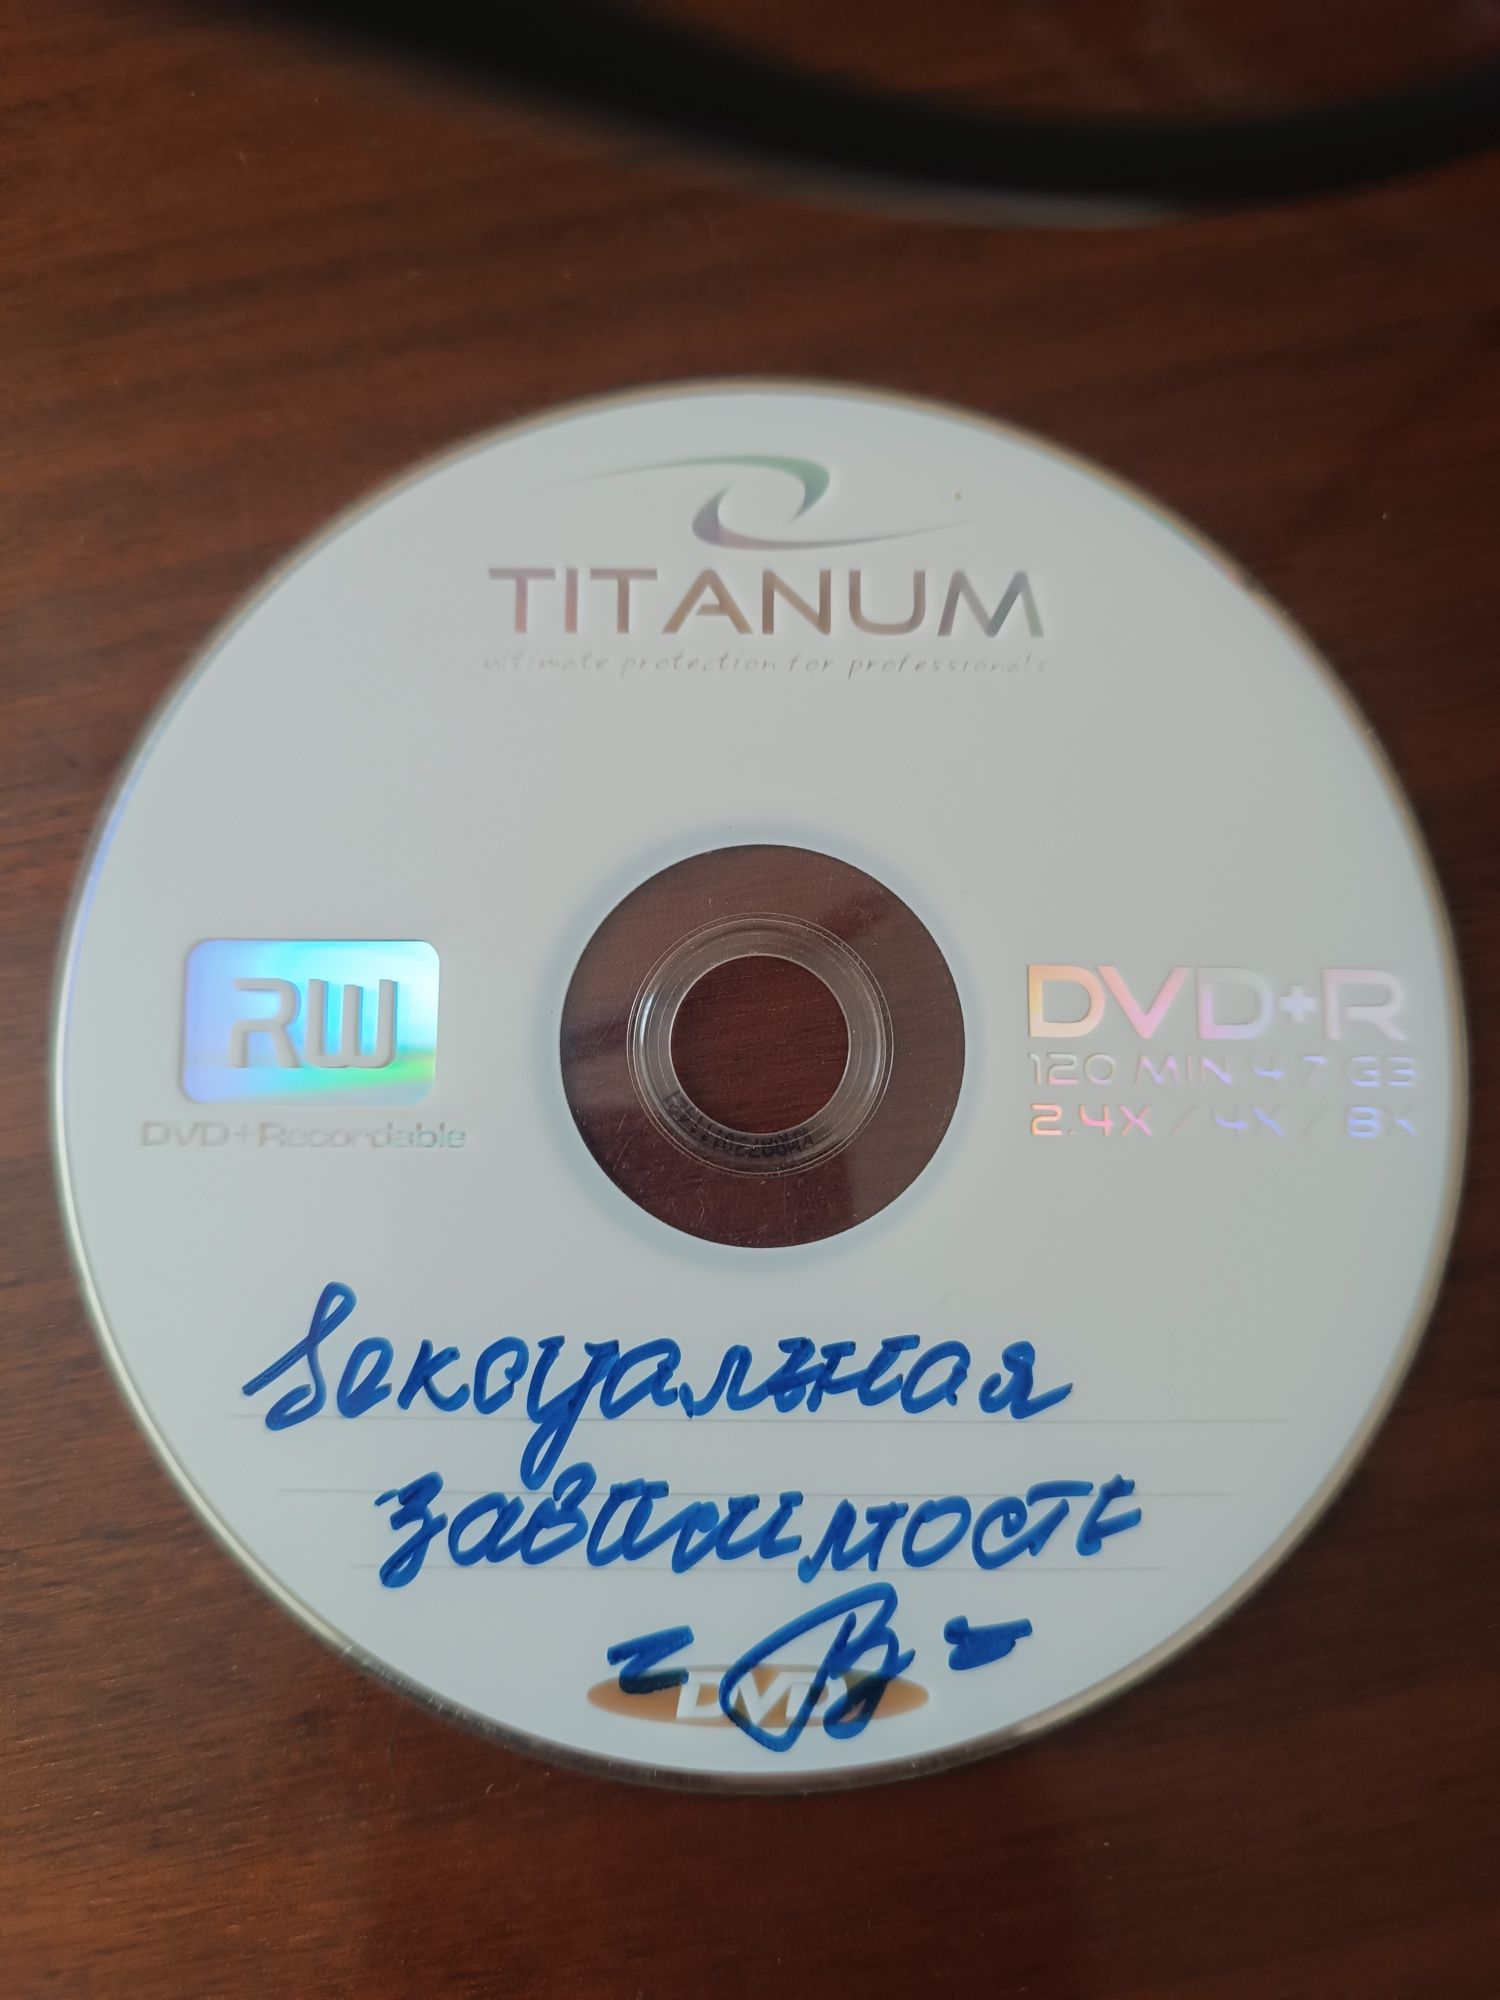 TITANUM
ultimate protection for professionals
RW
DVD+Recordable
DVD+R
120 MIN 4.7 GB
2.4X / 4X / 8X
Sексуальная
зависимость
- В -
DVD